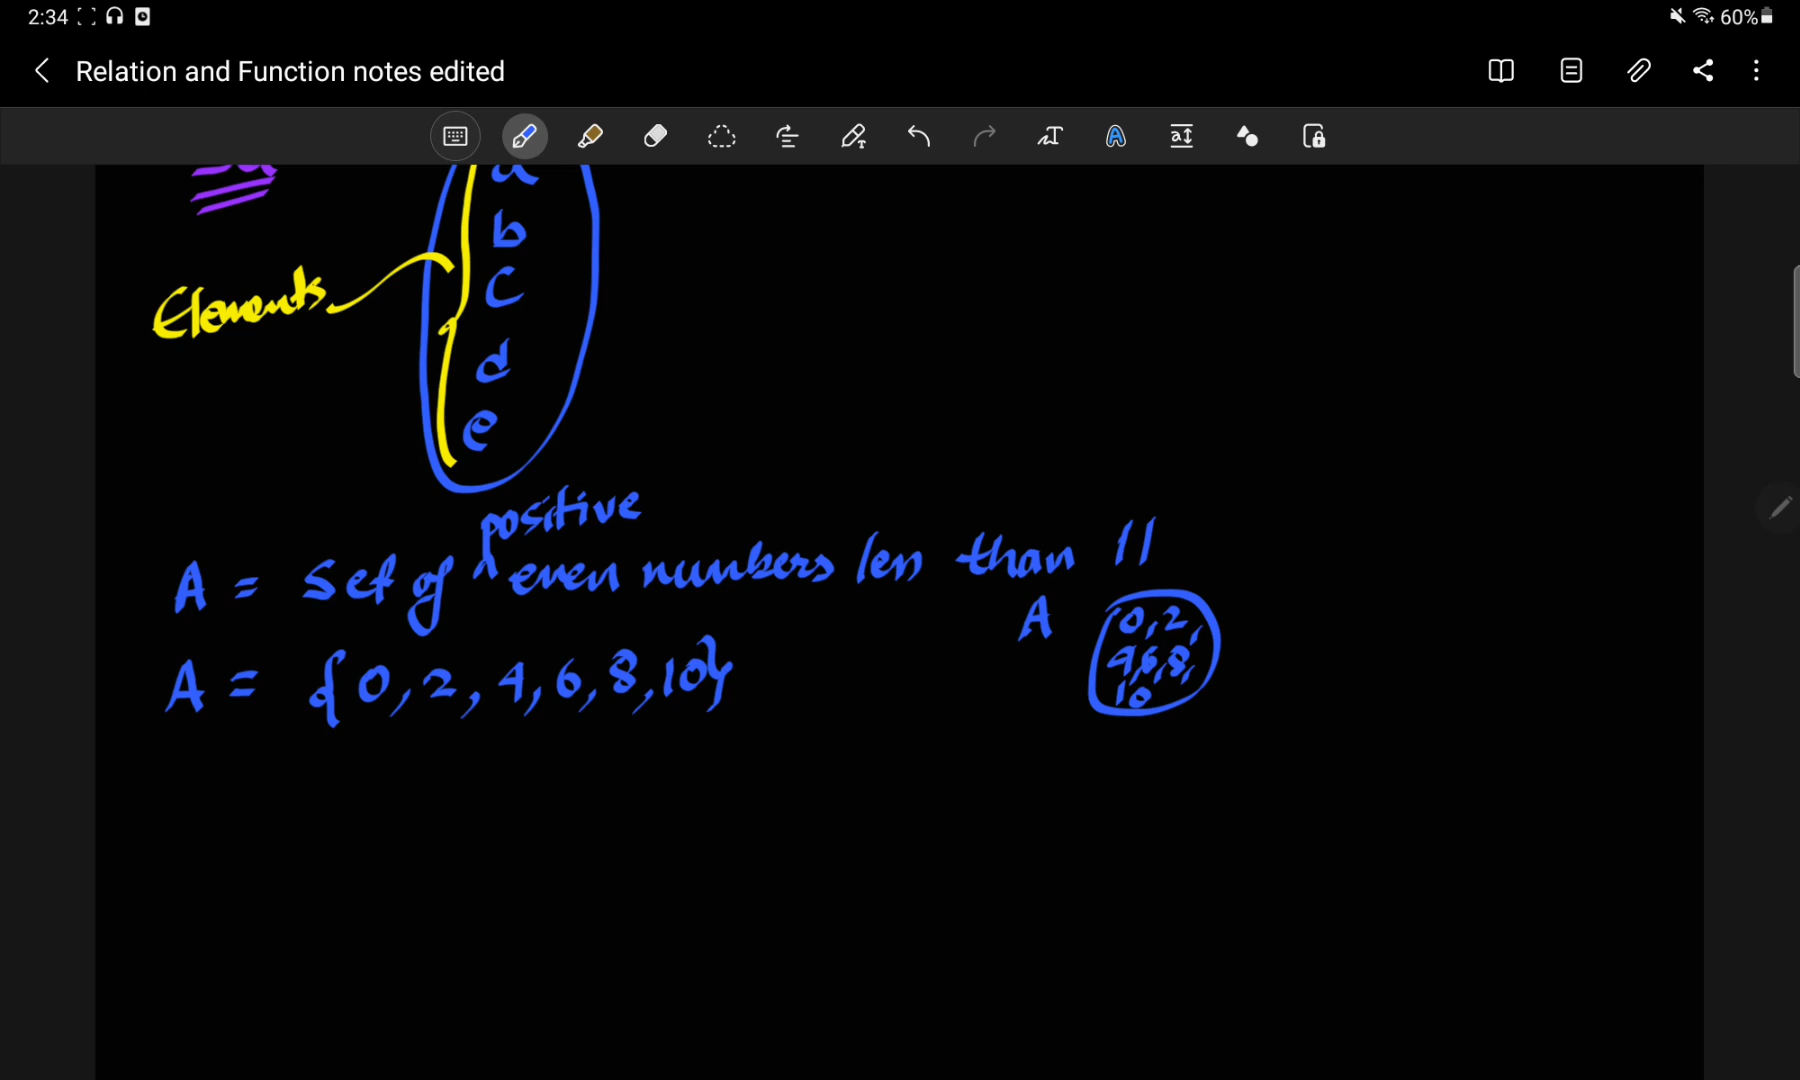 2:34 60%
Relation and Function notes edited
a
b
c
Elements
d
e
positive
A = Set of ^ even numbers less than 11
A = {0, 2, 4, 6, 8, 10}
A
0, 2,
4, 6, 8,
10